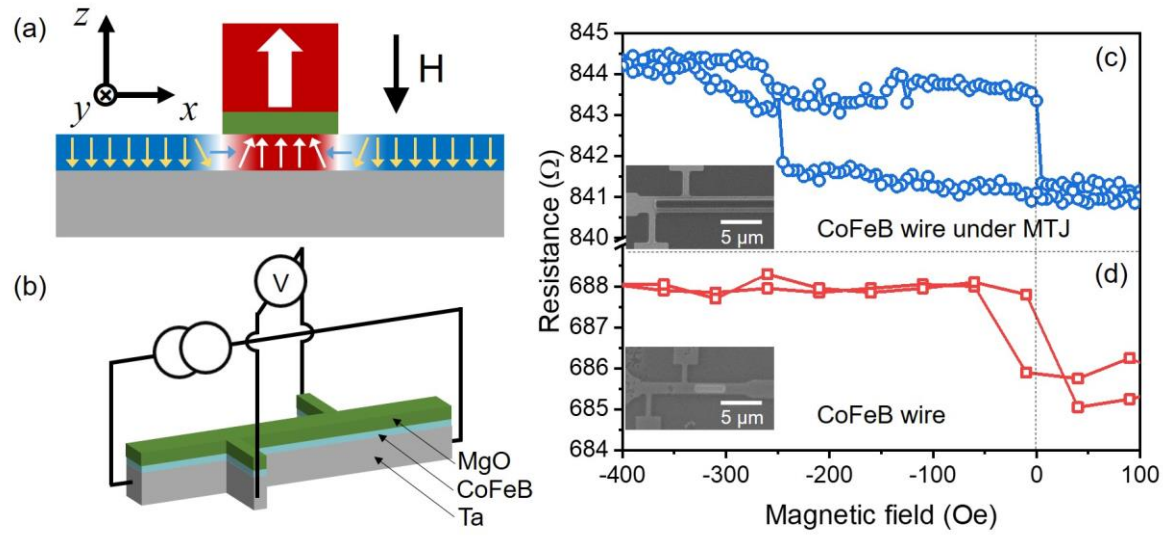 (a)
z
y
x
H
(b)
V
MgO
CoFeB
Ta
Resistance (Ω)
845
844
843
842
841
840
688
687
686
685
684
(c)
5 μm
CoFeB wire under MTJ
(d)
5 μm
CoFeB wire
-400
-300
-200
-100
0
100
Magnetic field (Oe)